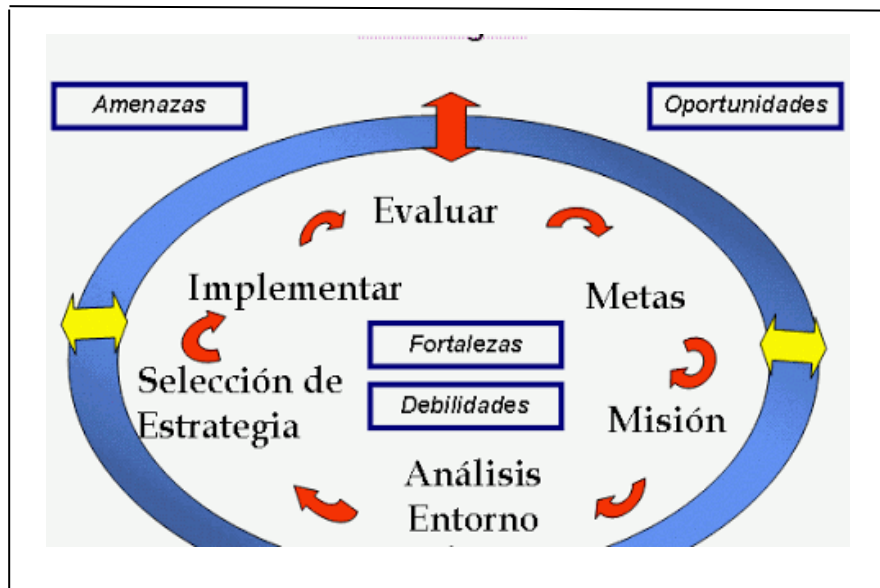 Amenazas
Oportunidades
Evaluar
Implementar
Metas
Fortalezas
Selección de
Estrategia
Debilidades
Misión
Análisis
Entorno